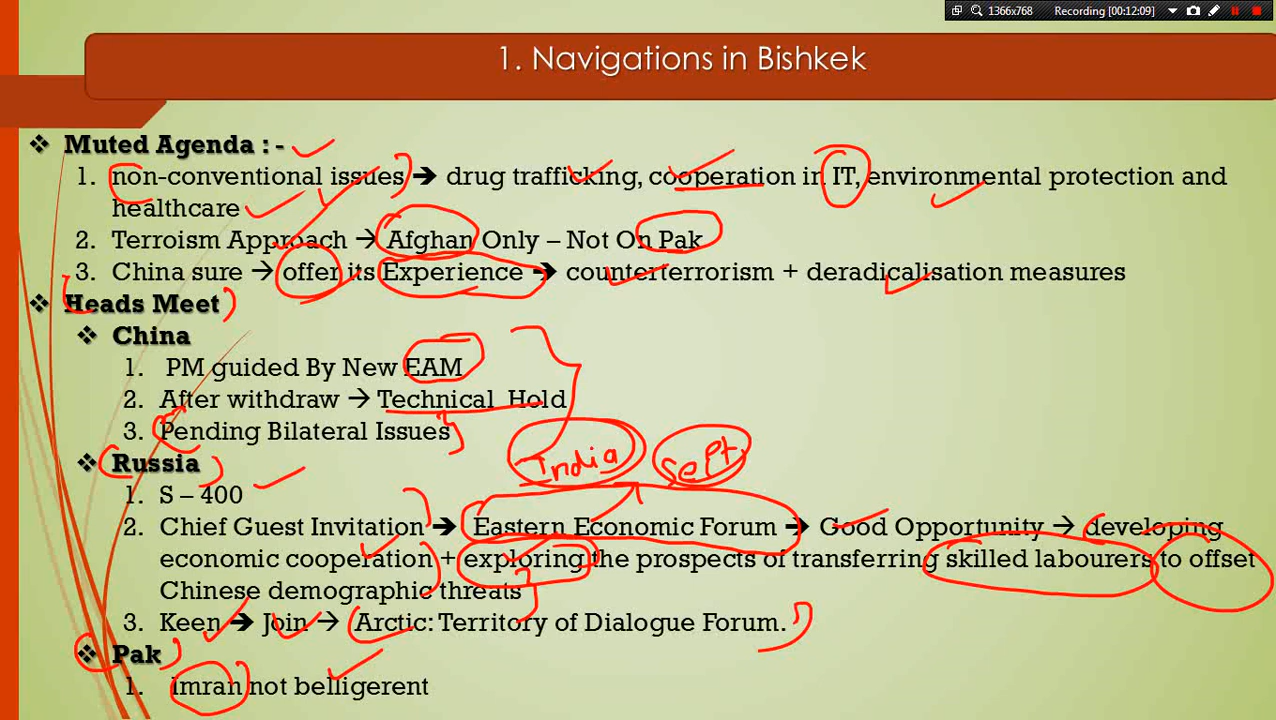 1366x768 Recording [00:12:09]
1. Navigations in Bishkek
❖ Muted Agenda : -
1. non-conventional issues → drug trafficking, cooperation in IT, environmental protection and
healthcare
2. Terroism Approach → Afghan Only – Not On Pak
3. China sure → offer its Experience → counterterrorism + deradicalisation measures
❖ Heads Meet
❖ China
1. PM guided By New EAM
2. After withdraw → Technical Hold
3. Pending Bilateral Issues
India Sept.
❖ Russia
1. S – 400
2. Chief Guest Invitation → Eastern Economic Forum → Good Opportunity → developing
economic cooperation + exploring the prospects of transferring skilled labourers to offset
Chinese demographic threats
3. Keen → Join → Arctic: Territory of Dialogue Forum.
❖ Pak
1. Imran not belligerent